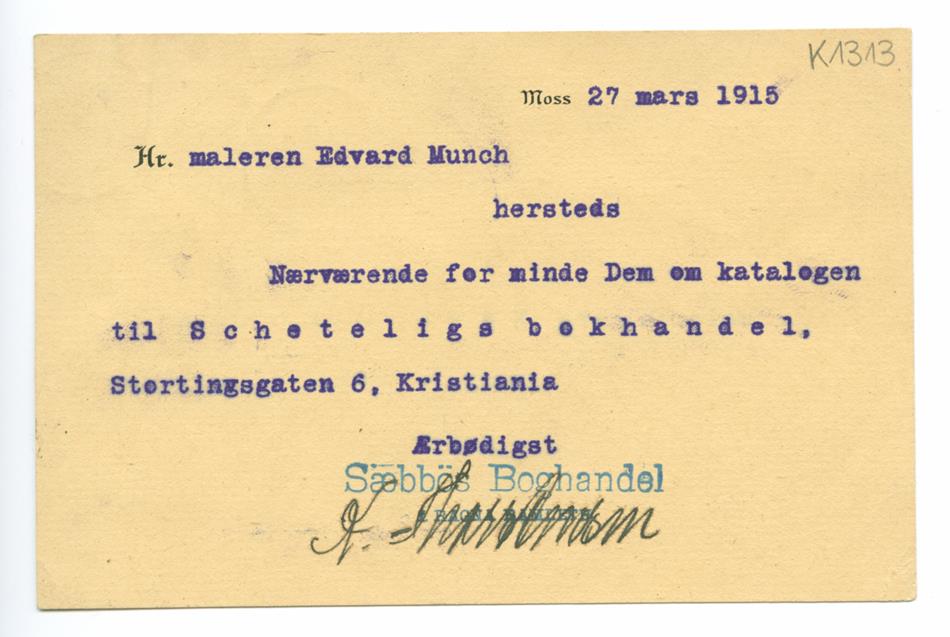 K1313
Moss 27 mars 1915
Hr. maleren Edvard Munch
hersteds
Nærværende for minde Dem om katalogen
til Scheteligs bokhandel,
Stortingsgaten 6, Kristiania
Ærbødigst
Sæbbös Boghandel
A.